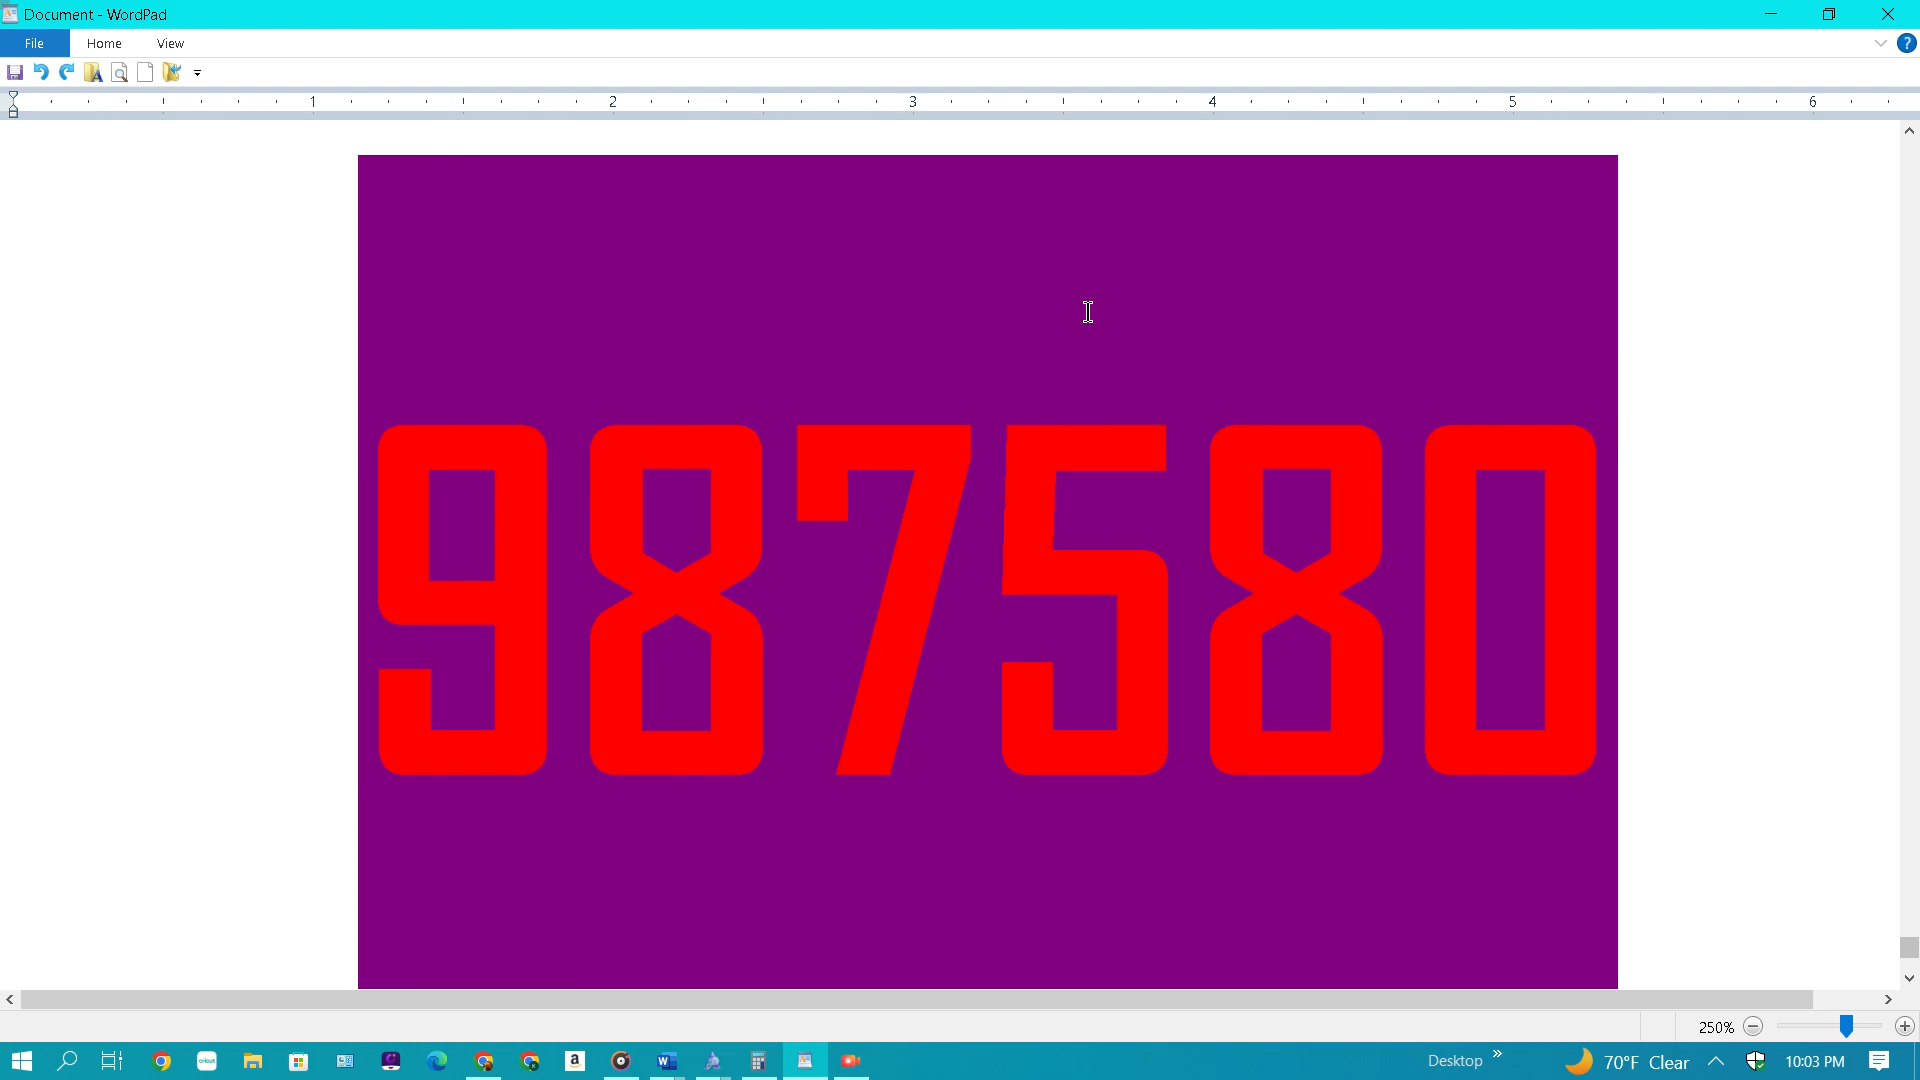 Document - WordPad
File Home View
1 2 3 4 5 6
987580
250%
Desktop » 70°F Clear 10:03 PM